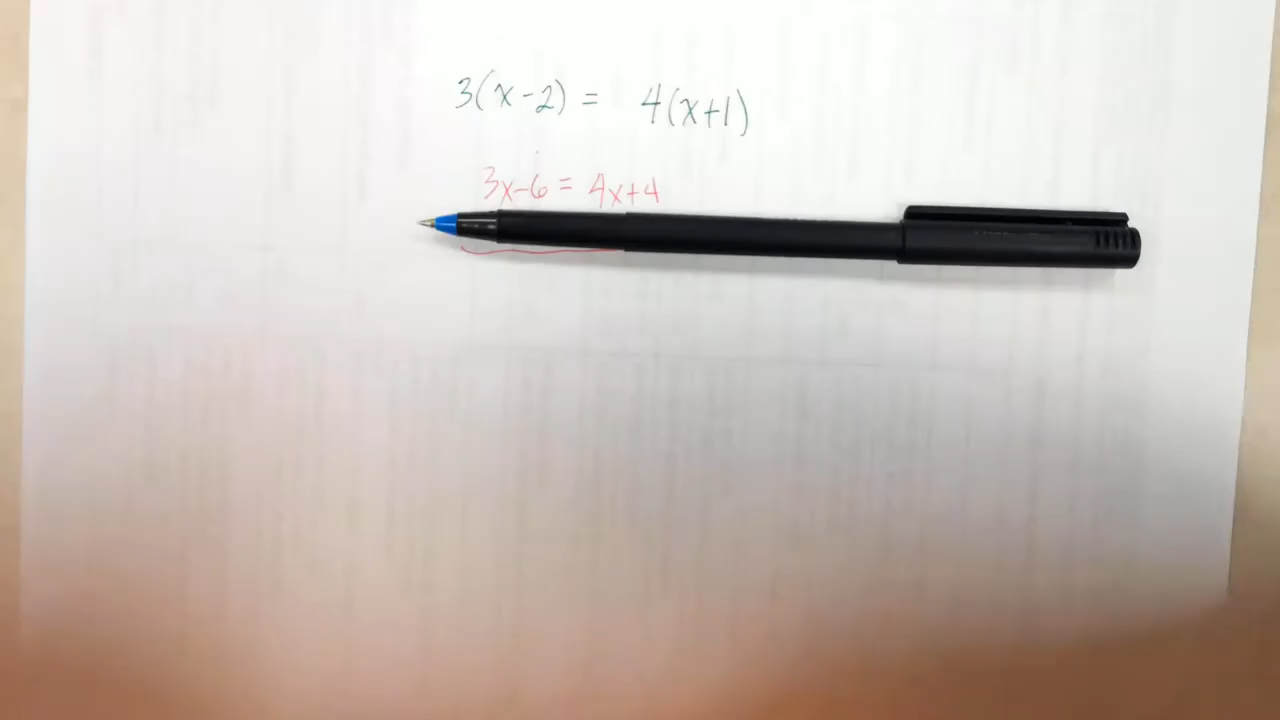 3(x-2) = 4(x+1)
3x-6 = 4x+4